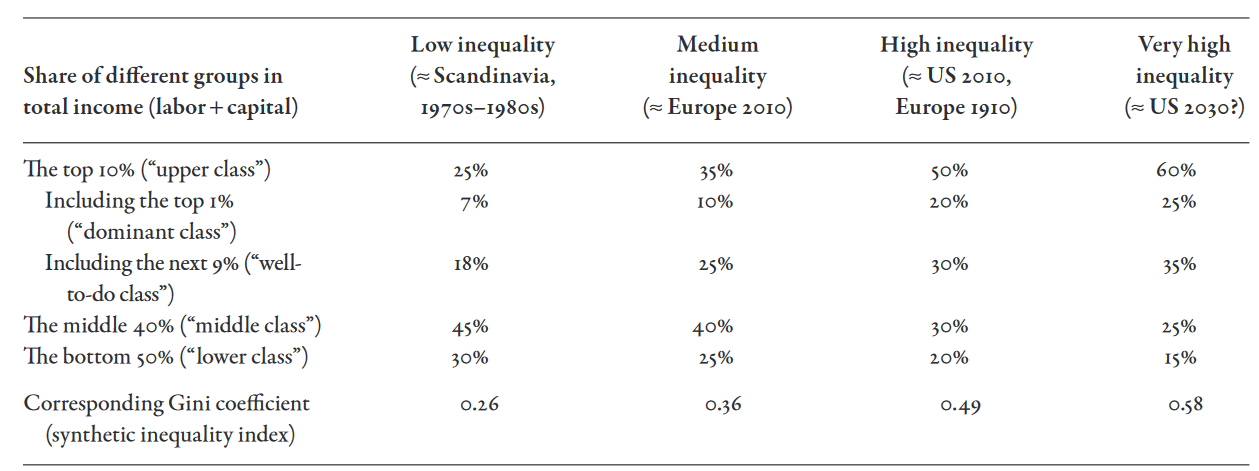 Share of different groups in total income (labor + capital) Low inequality (≈ Scandinavia, 1970s–1980s) Medium inequality (≈ Europe 2010) High inequality (≈ US 2010, Europe 1910) Very high inequality (≈ US 2030?)
The top 10% (“upper class”) 25% 35% 50% 60%
Including the top 1% 7% 10% 20% 25%
(“dominant class”)
Including the next 9% (“well- 18% 25% 30% 35%
to-do class”)
The middle 40% (“middle class”) 45% 40% 30% 25%
The bottom 50% (“lower class”) 30% 25% 20% 15%
Corresponding Gini coefficient 0.26 0.36 0.49 0.58
(synthetic inequality index)